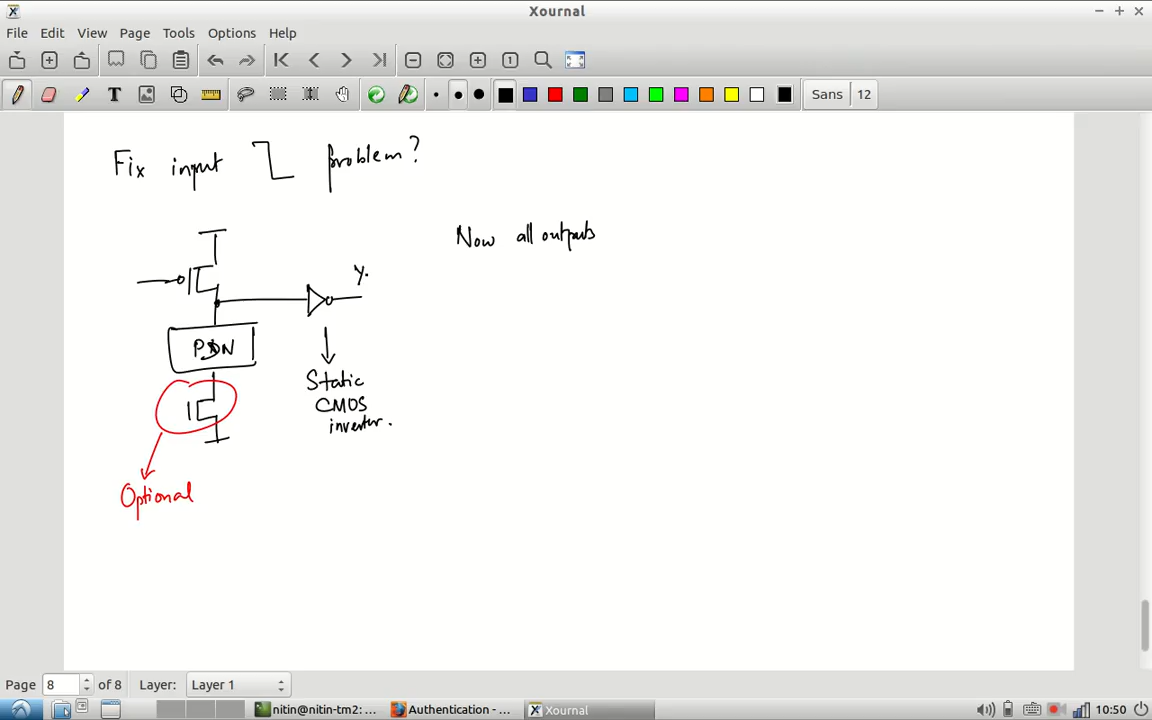 Xournal
File Edit View Page Tools Options Help
Sans 12
Fix input problem?
Now all outputs
Y.
PDN
Static
CMOS
inverter.
Optional
Page 8 of 8 Layer: Layer 1
nitin@nitin-tm2: ... Authentication - ... Xournal 10:50